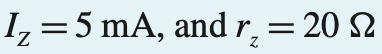 I_z = 5 mA, and r_z = 20 Ω